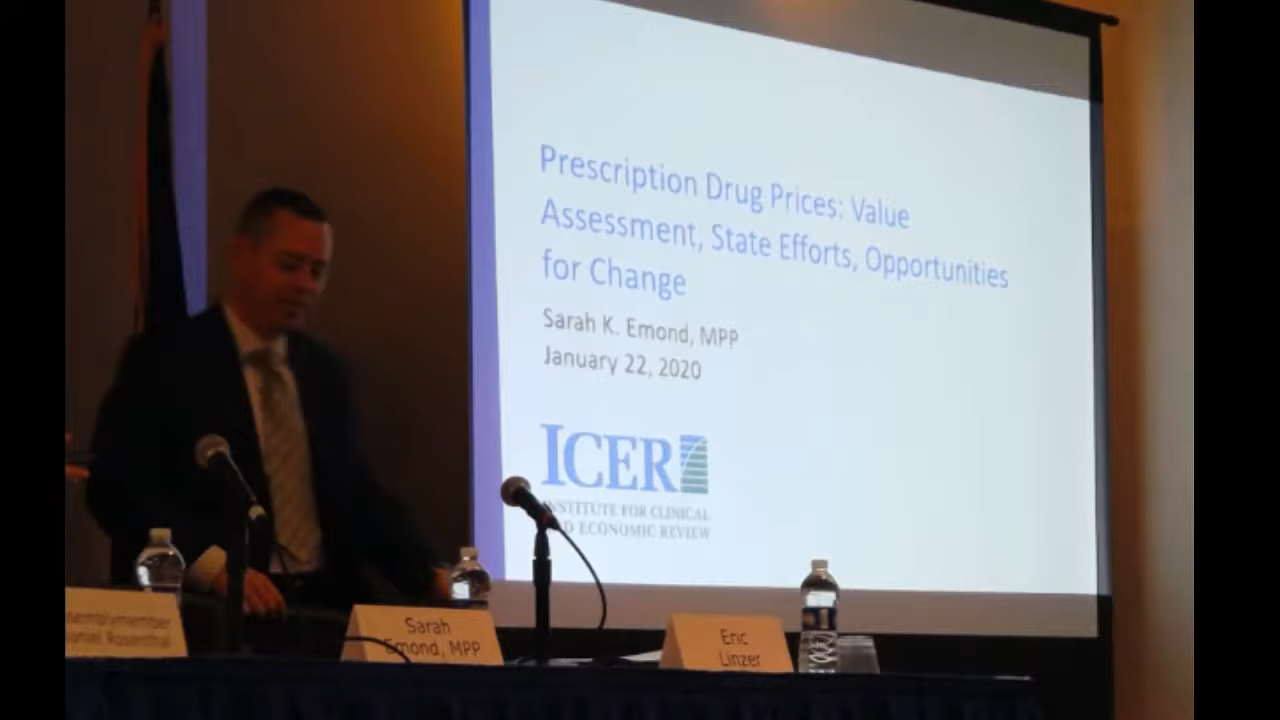 Prescription Drug Prices: Value
Assessment, State Efforts, Opportunities
for Change
Sarah K. Emond, MPP
January 22, 2020
ICER
INSTITUTE FOR CLINICAL
D ECONOMIC REVIEW
Sarah
Emond, MPP
Eric
Linzer